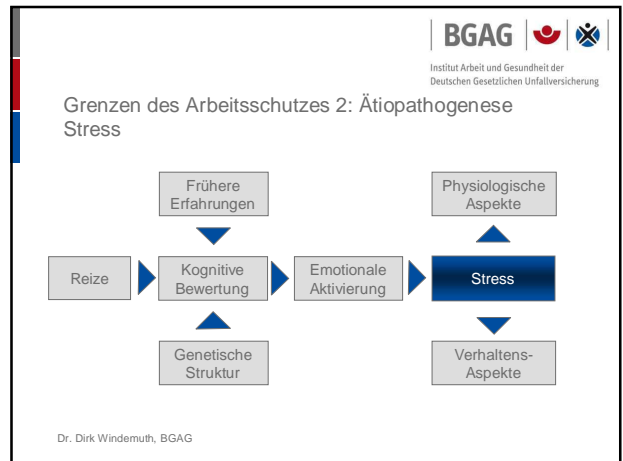 BGAG
Institut Arbeit und Gesundheit der
Deutschen Gesetzlichen Unfallversicherung
Grenzen des Arbeitsschutzes 2: Ätiopathogenese
Stress
Frühere
Erfahrungen
Physiologische
Aspekte
Reize
Kognitive
Bewertung
Emotionale
Aktivierung
Stress
Genetische
Struktur
Verhaltens-
Aspekte
Dr. Dirk Windemuth, BGAG